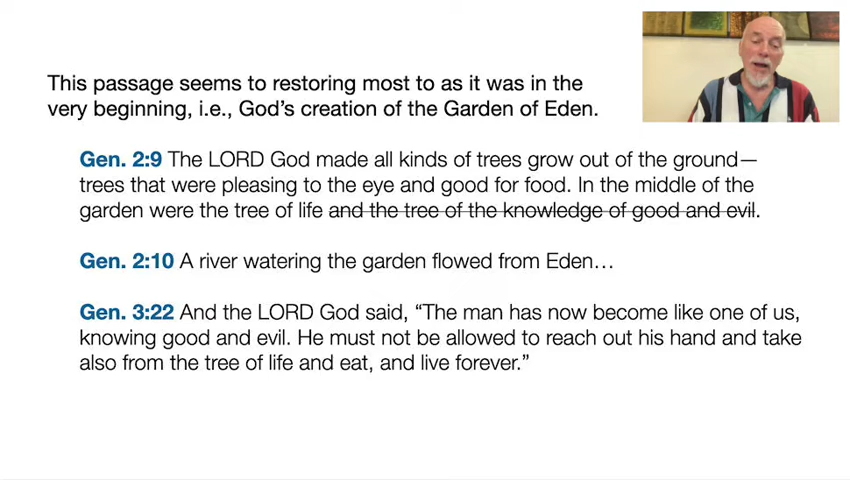 This passage seems to restoring most to as it was in the
very beginning, i.e., God's creation of the Garden of Eden.
Gen. 2:9 The LORD God made all kinds of trees grow out of the ground—
trees that were pleasing to the eye and good for food. In the middle of the
garden were the tree of life and the tree of the knowledge of good and evil.
Gen. 2:10 A river watering the garden flowed from Eden…
Gen. 3:22 And the LORD God said, “The man has now become like one of us,
knowing good and evil. He must not be allowed to reach out his hand and take
also from the tree of life and eat, and live forever.”